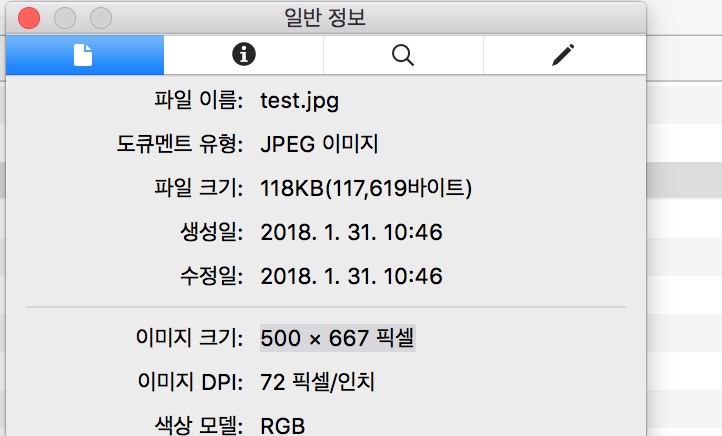 일반 정보
파일 이름: test.jpg
도큐멘트 유형: JPEG 이미지
파일 크기: 118KB(117,619바이트)
생성일: 2018. 1. 31. 10:46
수정일: 2018. 1. 31. 10:46
이미지 크기: 500 × 667 픽셀
이미지 DPI: 72 픽셀/인치
색상 모델: RGB